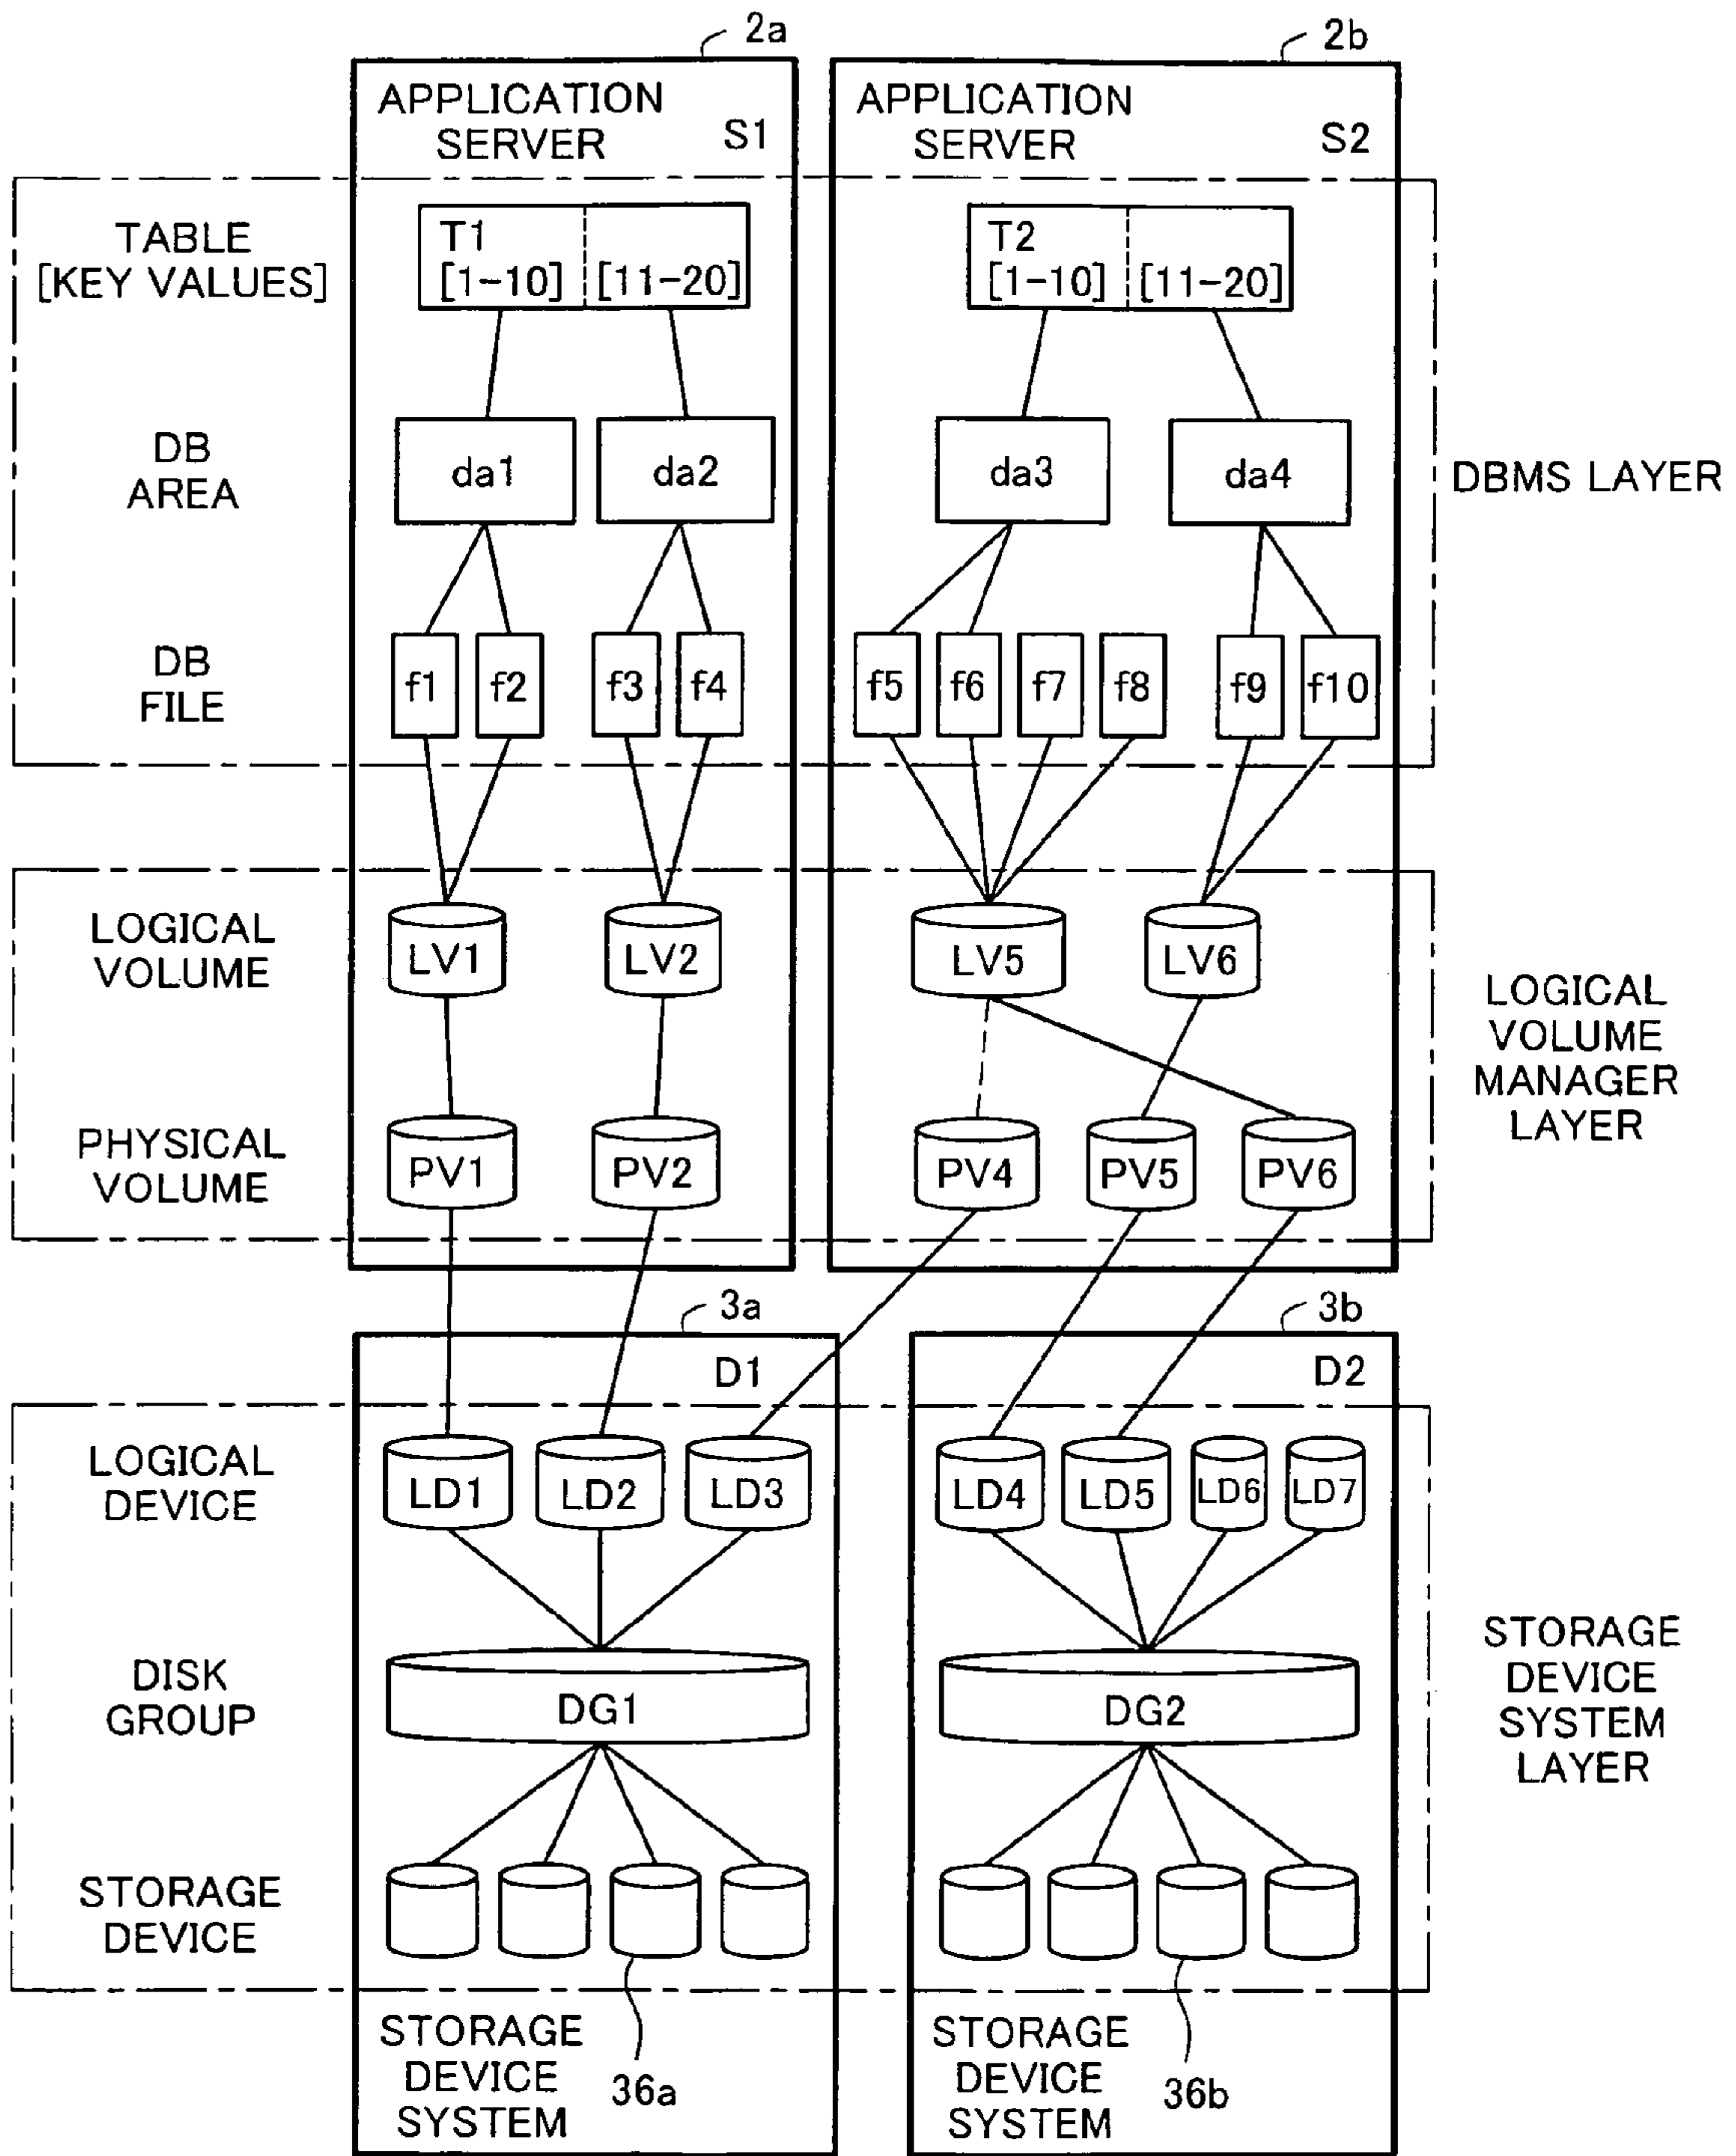 2a
2b
APPLICATION
SERVER
S1
APPLICATION
SERVER
S2
TABLE
[KEY VALUES]
T1
[1-10]
[11-20]
T2
[1-10]
[11-20]
DB
AREA
da1
da2
da3
da4
DBMS LAYER
DB
FILE
f1
f2
f3
f4
f5
f6
f7
f8
f9
f10
LOGICAL
VOLUME
LV1
LV2
LV5
LV6
LOGICAL
VOLUME
MANAGER
LAYER
PHYSICAL
VOLUME
PV1
PV2
PV4
PV5
PV6
3a
3b
D1
D2
LOGICAL
DEVICE
LD1
LD2
LD3
LD4
LD5
LD6
LD7
DISK
GROUP
DG1
DG2
STORAGE
DEVICE
SYSTEM
LAYER
STORAGE
DEVICE
STORAGE
DEVICE
SYSTEM
36a
STORAGE
DEVICE
SYSTEM
36b